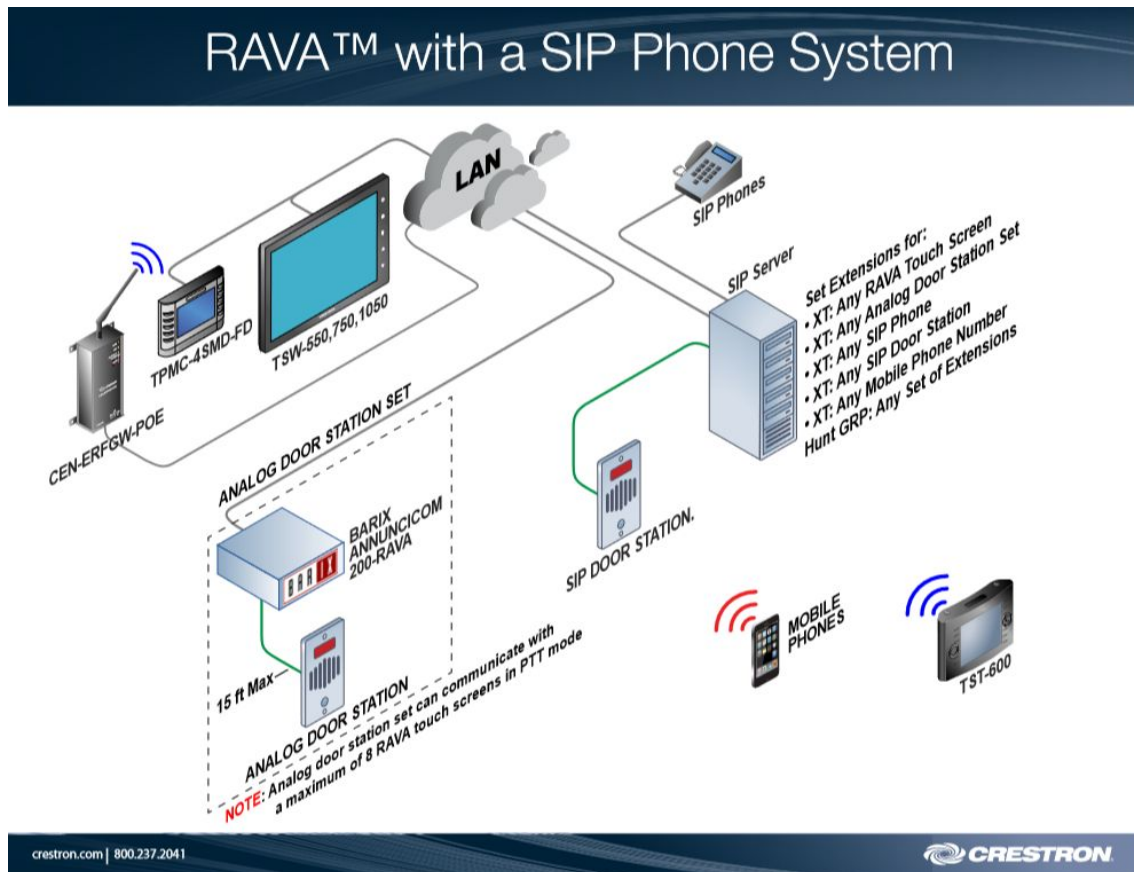 RAVA™ with a SIP Phone System
LAN
SIP Phones
SIP Server
Set Extensions for:
• XT: Any RAVA Touch Screen
• XT: Any Analog Door Station Set
• XT: Any SIP Phone
• XT: Any SIP Door Station
• XT: Any Mobile Phone Number
Hunt GRP: Any Set of Extensions
TPMC-4SMD-FD
TSW-550,750,1050
CEN-ERFGW-POE
ANALOG DOOR STATION SET
BARIX
ANNUNCICOM
200-RAVA
15 ft Max
ANALOG DOOR STATION
NOTE: Analog door station set can communicate with
a maximum of 8 RAVA touch screens in PTT mode
SIP DOOR STATION.
MOBILE
PHONES
TST-600
crestron.com | 800.237.2041
CRESTRON